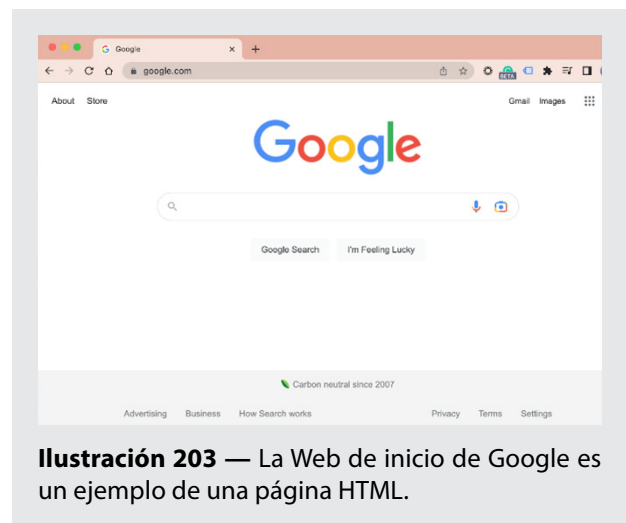 Google
google.com
BETA
About Store Gmail Images
Google
Google Search I'm Feeling Lucky
Carbon neutral since 2007
Advertising Business How Search works Privacy Terms Settings
Ilustración 203 — La Web de inicio de Google es
un ejemplo de una página HTML.